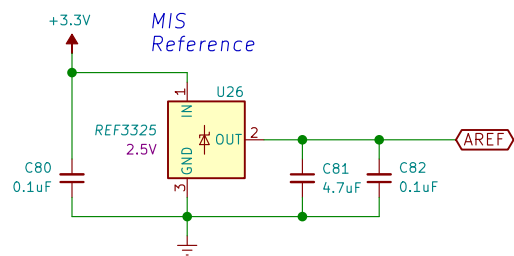 +3.3V
MIS
Reference
1
U26
IN
REF3325
2.5V
OUT
2
AREF
GND
3
C80
0.1uF
C81
4.7uF
C82
0.1uF